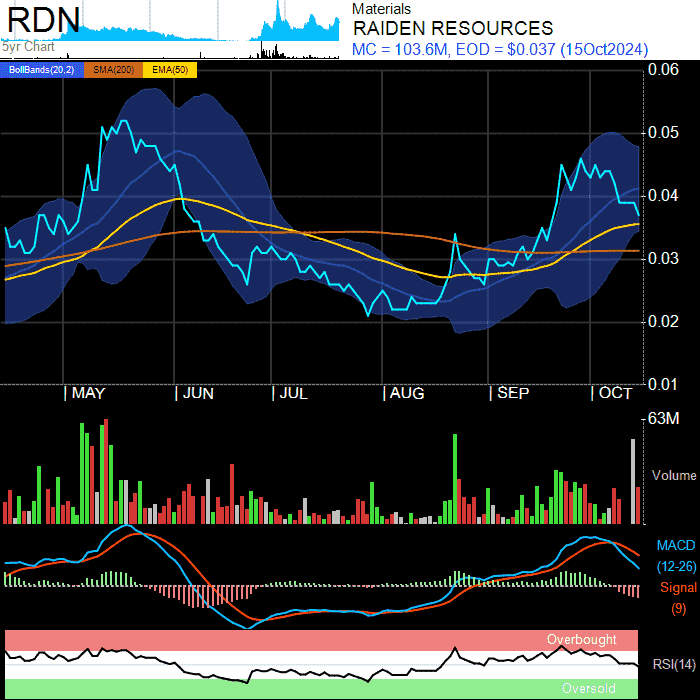 RDN
5yr Chart
Materials
RAIDEN RESOURCES
MC = 103.6M, EOD = $0.037 (15Oct2024)
BollBands(20,2) SMA(200) EMA(50)
0.06
0.05
0.04
0.03
0.02
0.01
MAY JUN JUL AUG SEP OCT
63M
Volume
MACD
(12-26)
Signal
(9)
Overbought
RSI(14)
Oversold